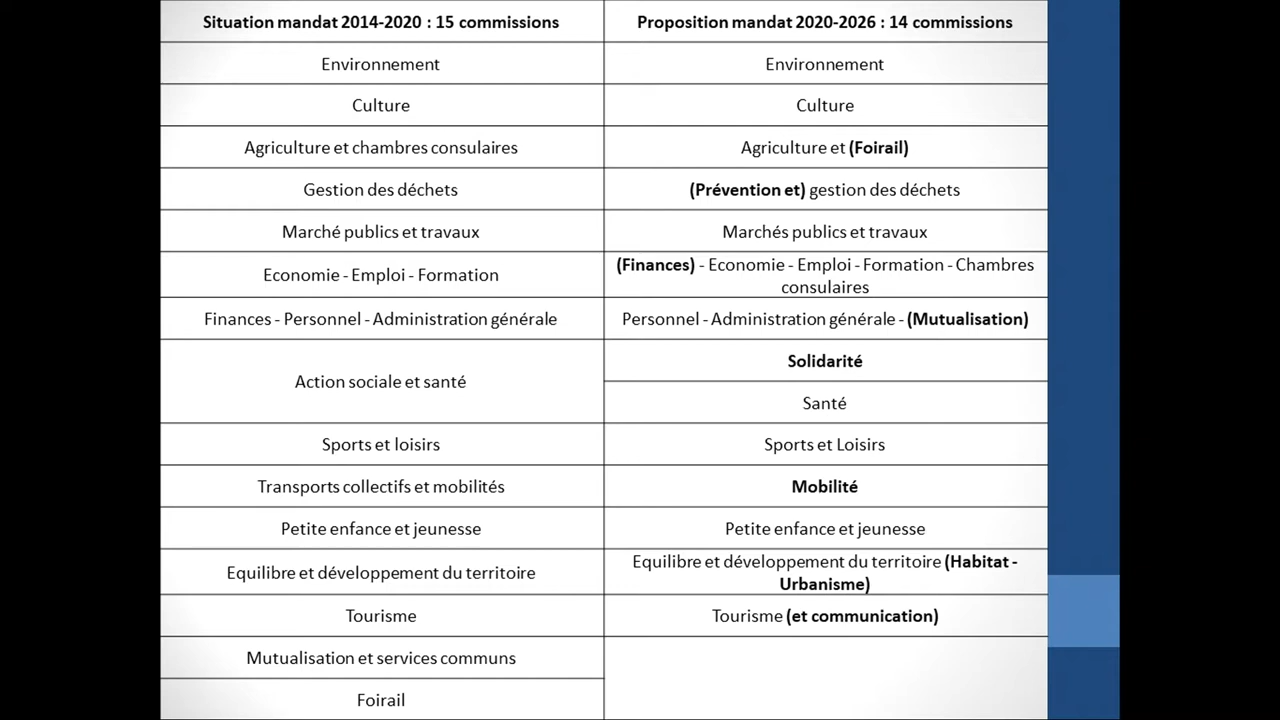 Situation mandat 2014-2020 : 15 commissions
Proposition mandat 2020-2026 : 14 commissions
Environnement
Environnement
Culture
Culture
Agriculture et chambres consulaires
Agriculture et (Foirail)
Gestion des déchets
(Prévention et) gestion des déchets
Marché publics et travaux
Marchés publics et travaux
Economie - Emploi - Formation
(Finances) - Economie - Emploi - Formation - Chambres
consulaires
Finances - Personnel - Administration générale
Personnel - Administration générale - (Mutualisation)
Action sociale et santé
Solidarité
Santé
Sports et loisirs
Sports et Loisirs
Transports collectifs et mobilités
Mobilité
Petite enfance et jeunesse
Petite enfance et jeunesse
Equilibre et développement du territoire
Equilibre et développement du territoire (Habitat -
Urbanisme)
Tourisme
Tourisme (et communication)
Mutualisation et services communs
Foirail